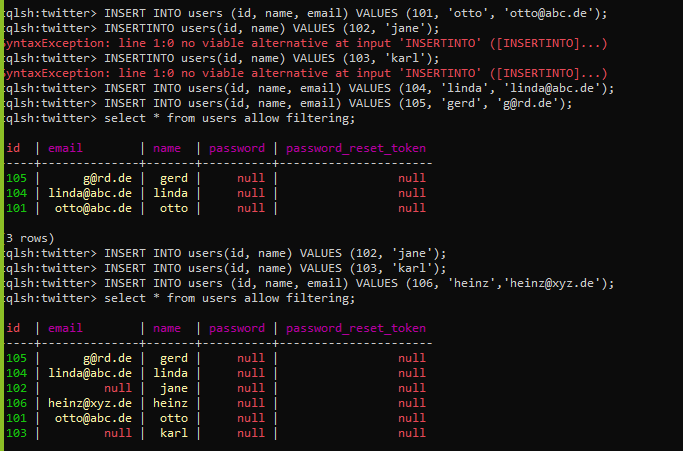 cqlsh:twitter> INSERT INTO users (id, name, email) VALUES (101, 'otto', 'otto@abc.de');
cqlsh:twitter> INSERTINTO users(id, name) VALUES (102, 'jane');
SyntaxException: line 1:0 no viable alternative at input 'INSERTINTO' ([INSERTINTO]...)
cqlsh:twitter> INSERTINTO users(id, name) VALUES (103, 'karl');
SyntaxException: line 1:0 no viable alternative at input 'INSERTINTO' ([INSERTINTO]...)
cqlsh:twitter> INSERT INTO users(id, name, email) VALUES (104, 'linda', 'linda@abc.de');
cqlsh:twitter> INSERT INTO users(id, name, email) VALUES (105, 'gerd', 'g@rd.de');
cqlsh:twitter> select * from users allow filtering;
id | email | name | password | password_reset_token
-----+--------------+-------+----------+----------------------
105 | g@rd.de | gerd | null | null
104 | linda@abc.de | linda | null | null
101 | otto@abc.de | otto | null | null
(3 rows)
cqlsh:twitter> INSERT INTO users(id, name) VALUES (102, 'jane');
cqlsh:twitter> INSERT INTO users(id, name) VALUES (103, 'karl');
cqlsh:twitter> INSERT INTO users (id, name, email) VALUES (106, 'heinz','heinz@xyz.de');
cqlsh:twitter> select * from users allow filtering;
id | email | name | password | password_reset_token
-----+--------------+-------+----------+----------------------
105 | g@rd.de | gerd | null | null
104 | linda@abc.de | linda | null | null
102 | null | jane | null | null
106 | heinz@xyz.de | heinz | null | null
101 | otto@abc.de | otto | null | null
103 | null | karl | null | null